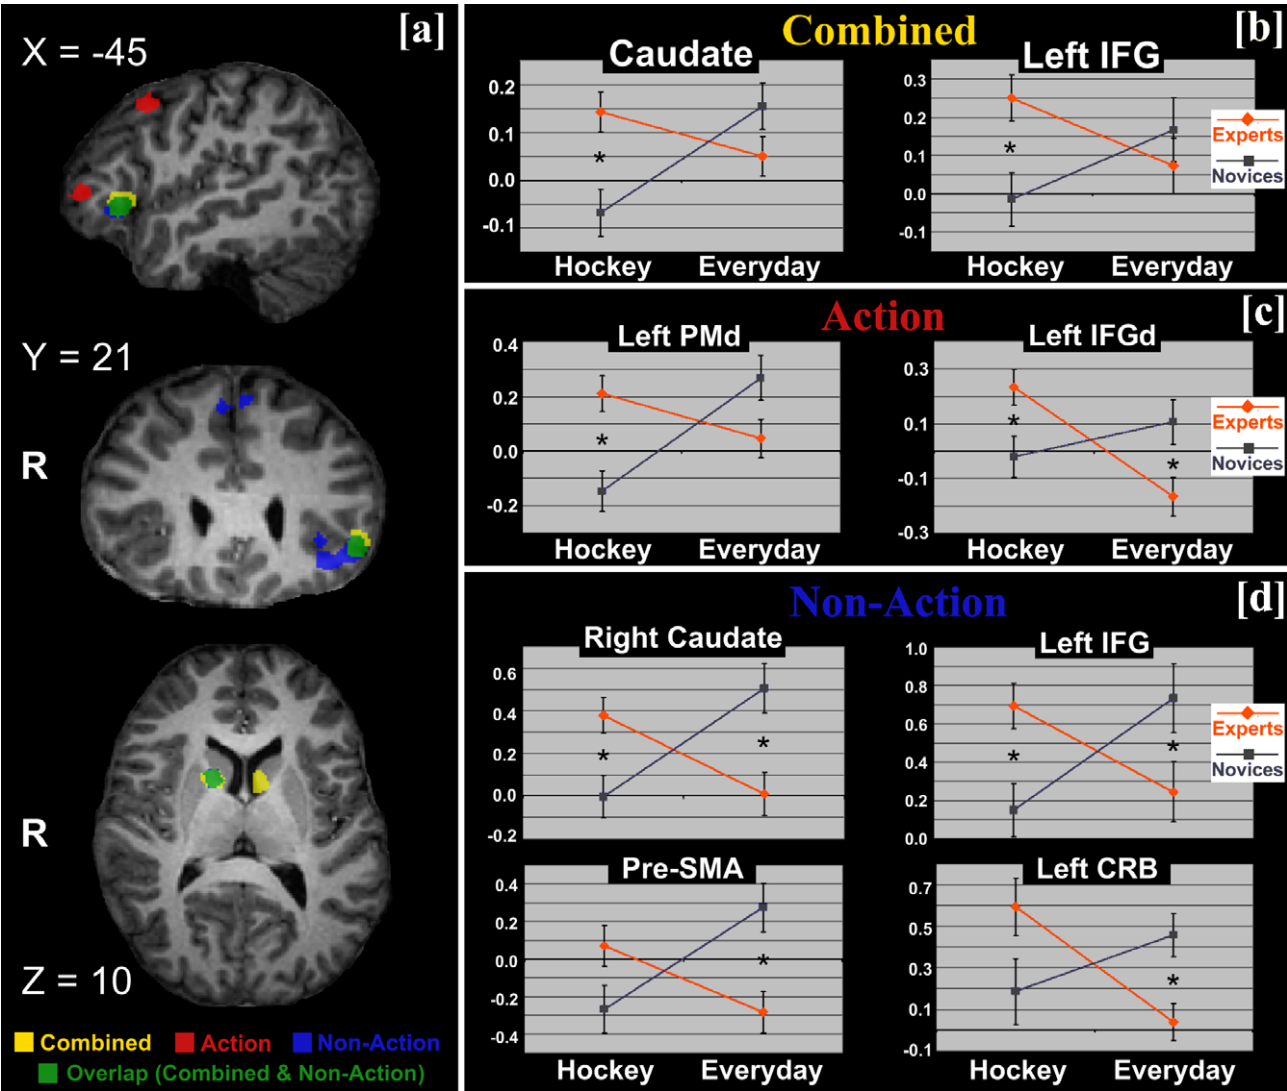 [a]
X = -45
Y = 21
R
R
Z = 10
Combined Action Non-Action
Overlap (Combined & Non-Action)
Combined
[b]
Caudate
0.2
0.1
0.0
-0.1
*
Hockey Everyday
Left IFG
0.3
0.2
0.1
0.0
-0.1
*
Hockey Everyday
Experts
Novices
Action
[c]
Left PMd
0.4
0.2
0.0
-0.2
*
Hockey Everyday
Left IFGd
0.3
0.1
-0.1
-0.3
* *
Hockey Everyday
Experts
Novices
Non-Action
[d]
Right Caudate
0.6
0.4
0.2
0.0
-0.2
* *
Left IFG
1.0
0.8
0.6
0.4
0.2
0.0
* *
Experts
Novices
Pre-SMA
0.4
0.2
0.0
-0.2
-0.4
*
Hockey Everyday
Left CRB
0.7
0.5
0.3
0.1
-0.1
*
Hockey Everyday